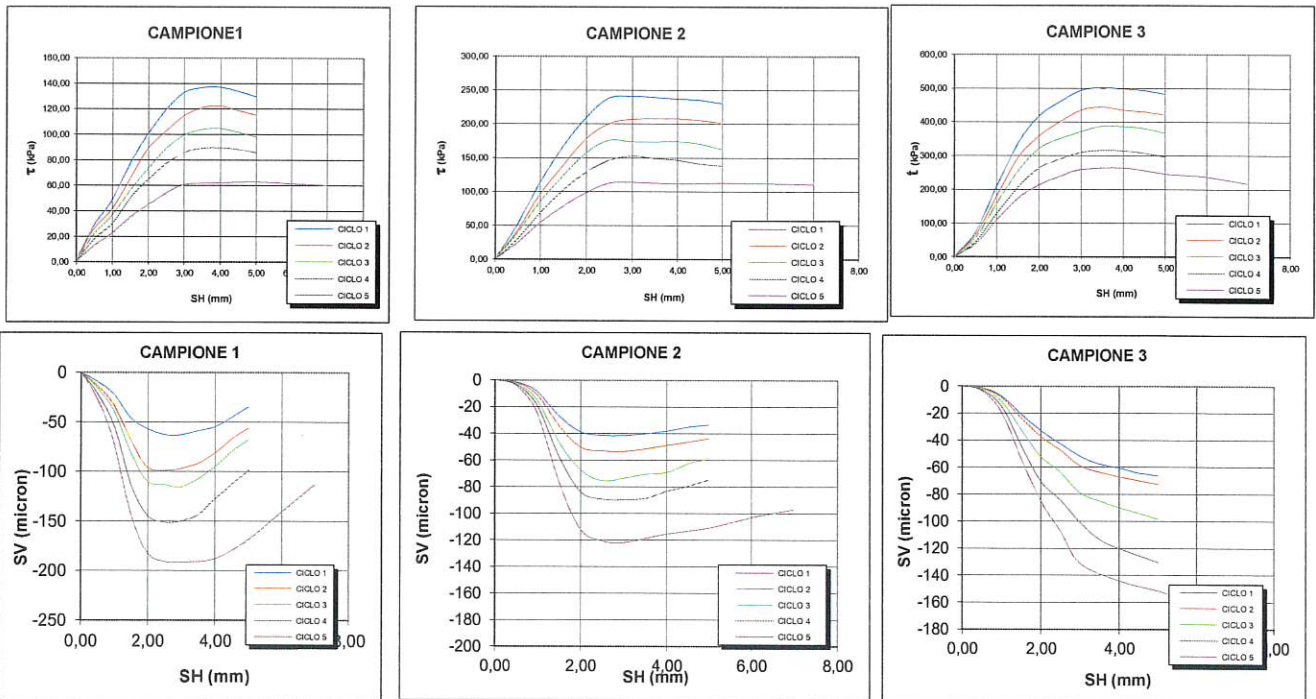 CAMPIONE1
160,00
140,00
120,00
100,00
80,00
60,00
40,00
20,00
0,00
τ (kPa)
0,00 1,00 2,00 3,00 4,00 5,00
SH (mm)
CICLO 1
CICLO 2
CICLO 3
CICLO 4
CICLO 5
CAMPIONE 2
300,00
250,00
200,00
150,00
100,00
50,00
0,00
τ (kPa)
0,00 1,00 2,00 3,00 4,00 5,00 8,00
SH (mm)
CICLO 1
CICLO 2
CICLO 3
CICLO 4
CICLO 5
CAMPIONE 3
600,00
500,00
400,00
300,00
200,00
100,00
0,00
t (kPa)
0,00 1,00 2,00 3,00 4,00 5,00 8,00
SH (mm)
CICLO 1
CICLO 2
CICLO 3
CICLO 4
CICLO 5
CAMPIONE 1
0
-50
-100
-150
-200
-250
SV (micron)
0,00 2,00 4,00
SH (mm)
CICLO 1
CICLO 2
CICLO 3
CICLO 4
CICLO 5
CAMPIONE 2
0
-20
-40
-60
-80
-100
-120
-140
-160
-180
-200
SV (micron)
0,00 2,00 4,00 6,00 8,00
SH (mm)
CICLO 1
CICLO 2
CICLO 3
CICLO 4
CICLO 5
CAMPIONE 3
0
-20
-40
-60
-80
-100
-120
-140
-160
-180
SV (micron)
0,00 2,00 4,00 8,00
SH (mm)
CICLO 1
CICLO 2
CICLO 3
CICLO 4
CICLO 5